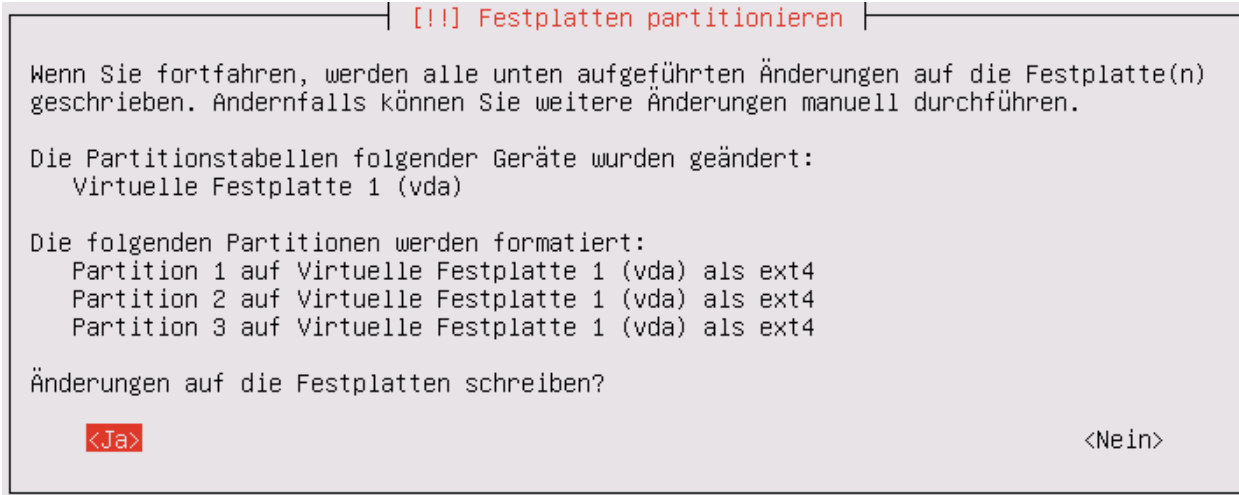 [!!] Festplatten partitionieren
Wenn Sie fortfahren, werden alle unten aufgeführten Änderungen auf die Festplatte(n)
geschrieben. Andernfalls können Sie weitere Änderungen manuell durchführen.
Die Partitionstabellen folgender Geräte wurden geändert:
Virtuelle Festplatte 1 (vda)
Die folgenden Partitionen werden formatiert:
Partition 1 auf Virtuelle Festplatte 1 (vda) als ext4
Partition 2 auf Virtuelle Festplatte 1 (vda) als ext4
Partition 3 auf Virtuelle Festplatte 1 (vda) als ext4
Änderungen auf die Festplatten schreiben?
<Ja> <Nein>